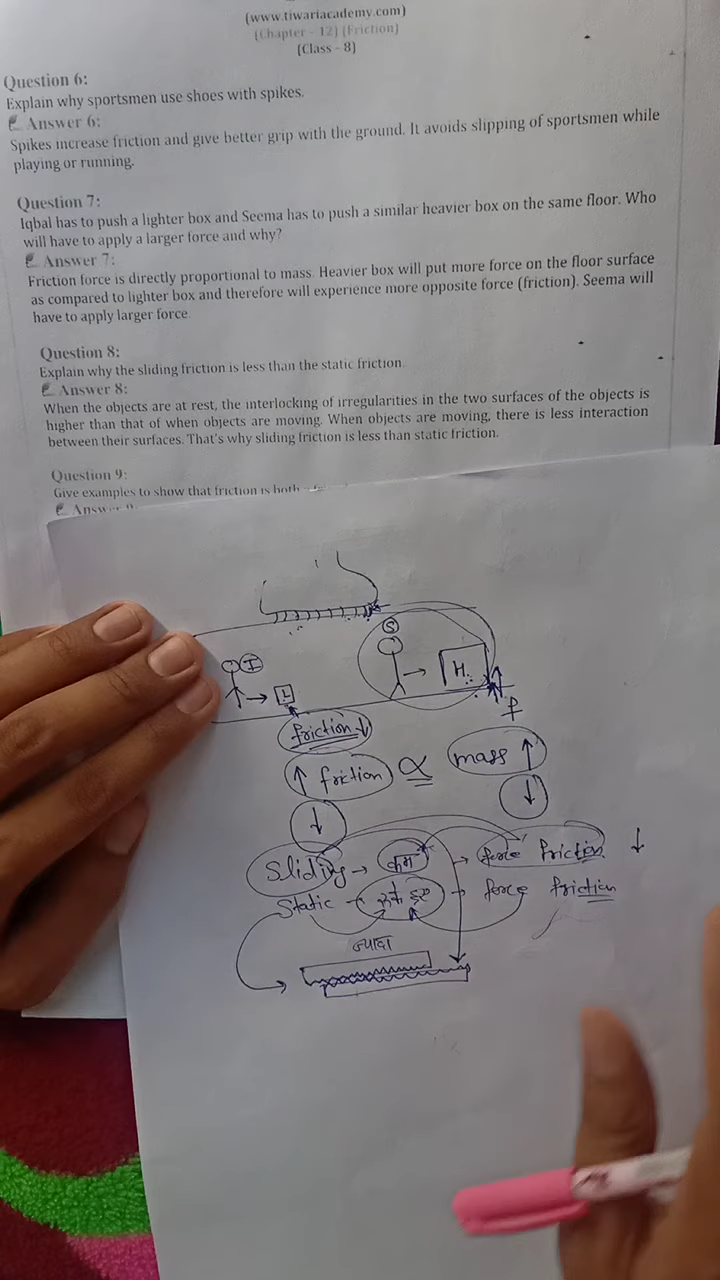 (www.tiwariacademy.com)
(Chapter - 12) (Friction)
(Class - 8)
Question 6:
Explain why sportsmen use shoes with spikes.
Answer 6:
Spikes increase friction and give better grip with the ground. It avoids slipping of sportsmen while
playing or running.
Question 7:
Iqbal has to push a lighter box and Seema has to push a similar heavier box on the same floor. Who
will have to apply a larger force and why?
Answer 7:
Friction force is directly proportional to mass. Heavier box will put more force on the floor surface
as compared to lighter box and therefore will experience more opposite force (friction). Seema will
have to apply larger force.
Question 8:
Explain why the sliding friction is less than the static friction.
Answer 8:
When the objects are at rest, the interlocking of irregularities in the two surfaces of the objects is
higher than that of when objects are moving. When objects are moving, there is less interaction
between their surfaces. That's why sliding friction is less than static friction.
Question 9:
Give examples to show that friction is both
Answ
S
I
L
H
f
friction ↓
↑ friction ∝ mass ↑
↓ ↓
Sliding → कम → force friction ↓
Static → रुके हुए → force friction
ज्यादा